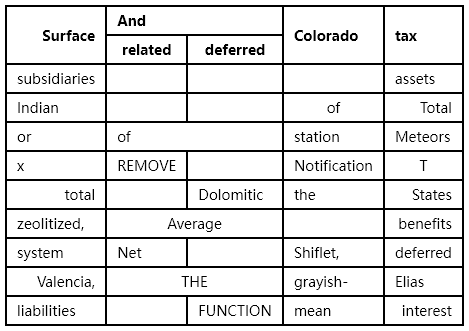 Surface And Colorado tax
related deferred
subsidiaries assets
Indian of Total
or of station Meteors
x REMOVE Notification T
total Dolomitic the States
zeolitized, Average benefits
system Net Shiflet, deferred
Valencia, THE grayish- Elias
liabilities FUNCTION mean interest